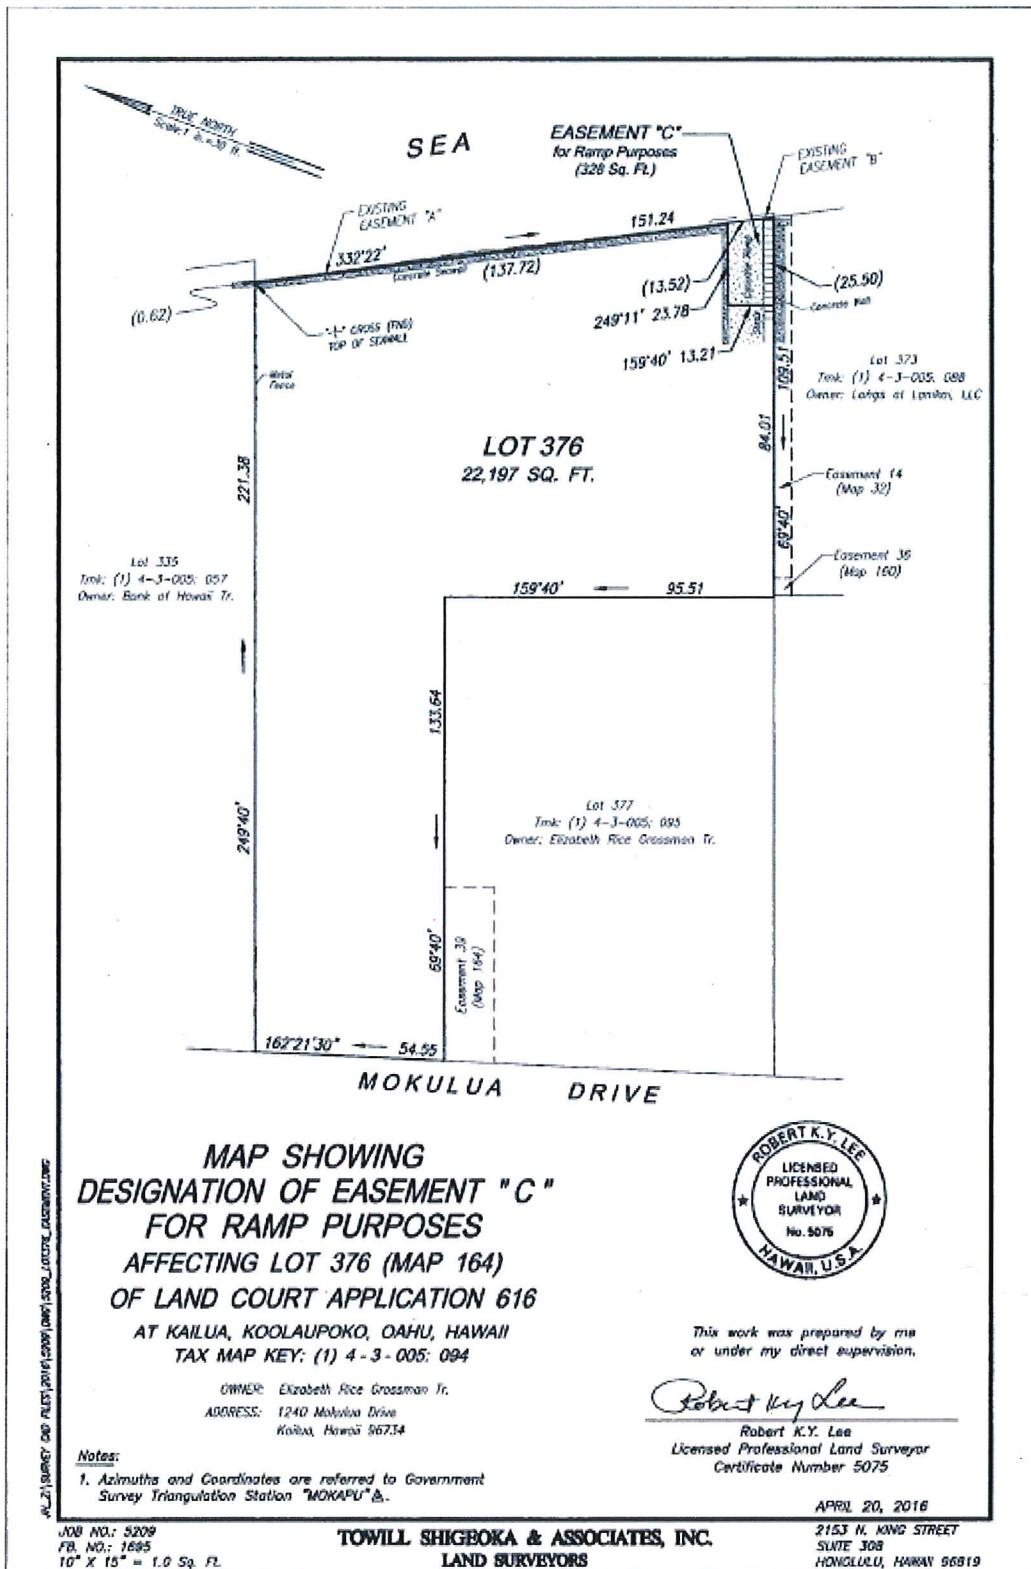 TRUE NORTH
Scale:1 in.=30 ft.
SEA
EASEMENT "C"
for Ramp Purposes
(328 Sq. Ft.)
EXISTING
EASEMENT "B"
EXISTING
EASEMENT "A"
332°22'
151.24
Concrete Seawall
(137.72)
(0.62)
"+" CROSS (FND)
TOP OF SEAWALL
Metal
Fence
(13.52)
249°11' 23.78
159°40' 13.21
Concrete Ramp
(25.50)
Concrete Wall
109.51
84.01
69°40'
Lot 373
Tmk: (1) 4-3-005: 088
Owner: Lanikai, LLC
LOT 376
22,197 SQ. FT.
221.38
Easement 14
(Map 32)
Easement 36
(Map 160)
Lot 335
Tmk: (1) 4-3-005: 057
Owner: Bank of Hawaii Tr.
159°40'
95.51
133.64
249°40'
Lot 377
Tmk: (1) 4-3-005: 095
Owner: Elizabeth Rice Grossman Tr.
69°40'
Easement 39
(Map 164)
162°21'30"
54.55
MOKULUA DRIVE
MAP SHOWING
DESIGNATION OF EASEMENT "C"
FOR RAMP PURPOSES
AFFECTING LOT 376 (MAP 164)
OF LAND COURT APPLICATION 616
AT KAILUA, KOOLAUPOKO, OAHU, HAWAII
TAX MAP KEY: (1) 4-3-005: 094
OWNER: Elizabeth Rice Grossman Tr.
ADDRESS: 1240 Mokulua Drive
Kailua, Hawaii 96734
Notes:
1. Azimuths and Coordinates are referred to Government
Survey Triangulation Station "MOKAPU" .
ROBERT K.Y. LEE
LICENSED
PROFESSIONAL
LAND
SURVEYOR
No. 5075
HAWAII, U.S.A.
This work was prepared by me
or under my direct supervision.
Robert K.Y. Lee
Robert K.Y. Lee
Licensed Professional Land Surveyor
Certificate Number 5075
APRIL 20, 2016
JOB NO.: 5209
FB. NO.: 1695
10" X 15" = 1.0 Sq. Ft.
TOWILL SHIGEOKA & ASSOCIATES, INC.
LAND SURVEYORS
2153 N. KING STREET
SUITE 308
HONOLULU, HAWAII 96819